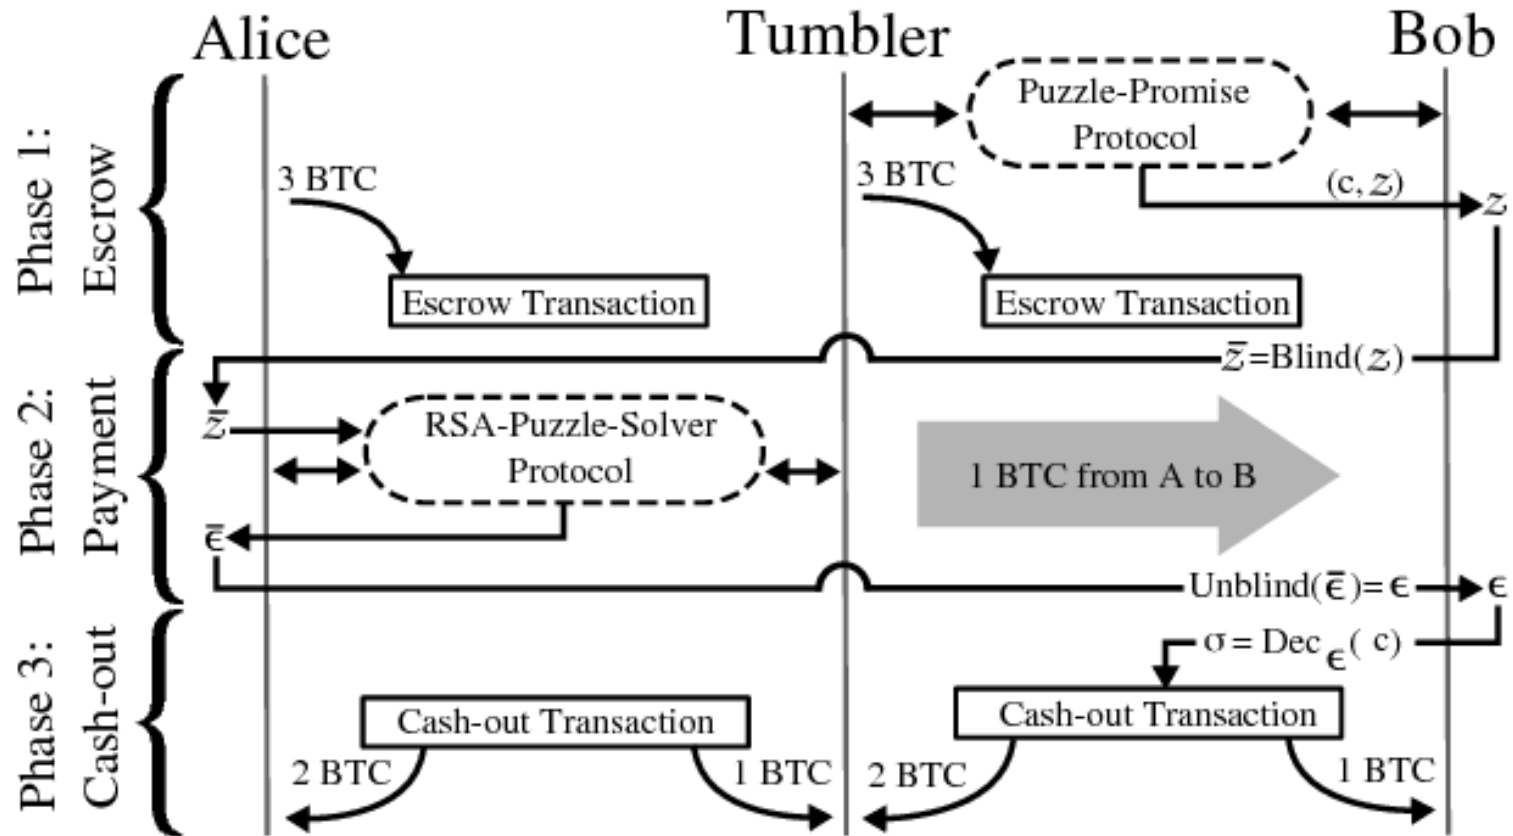 Alice
Tumbler
Bob
Phase 1:
Escrow
Puzzle-Promise
Protocol
3 BTC
3 BTC
(c, z)
z
Escrow Transaction
Escrow Transaction
z̄=Blind(z)
Phase 2:
Payment
z̄
RSA-Puzzle-Solver
Protocol
1 BTC from A to B
ϵ̄
Unblind(ϵ̄)= ϵ
ϵ
Phase 3:
Cash-out
σ = Dec ϵ ( c)
Cash-out Transaction
Cash-out Transaction
2 BTC
1 BTC
2 BTC
1 BTC